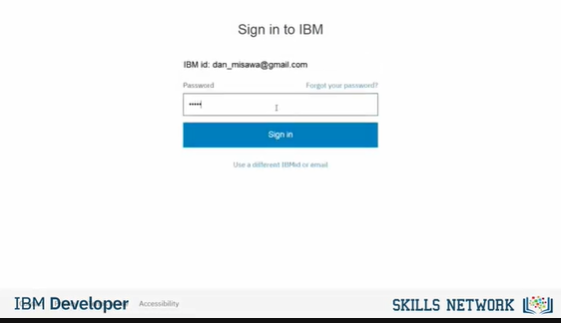 Sign in to IBM
IBM id: dan_misawa@gmail.com
Password Forgot your password?
•••••
Sign in
Use a different IBMid or email
IBM Developer Accessibility SKILLS NETWORK